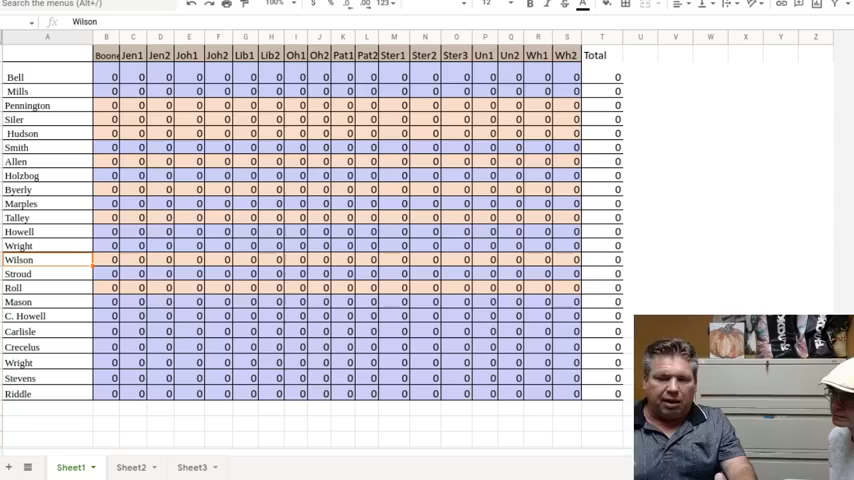 Search the menus (Alt+/)
100% $ % .0 .00 123 12 A
fx Wilson
A B C D E F G H I J K L M N O P Q R S T U V W X Y Z
Boone Jen1 Jen2 Joh1 Joh2 Lib1 Lib2 Oh1 Oh2 Pat1 Pat2 Ster1 Ster2 Ster3 Un1 Un2 Wh1 Wh2 Total
Bell 0 0 0 0 0 0 0 0 0 0 0 0 0 0 0 0 0 0 0
Mills 0 0 0 0 0 0 0 0 0 0 0 0 0 0 0 0 0 0 0
Pennington 0 0 0 0 0 0 0 0 0 0 0 0 0 0 0 0 0 0 0
Siler 0 0 0 0 0 0 0 0 0 0 0 0 0 0 0 0 0 0 0
Hudson 0 0 0 0 0 0 0 0 0 0 0 0 0 0 0 0 0 0 0
Smith 0 0 0 0 0 0 0 0 0 0 0 0 0 0 0 0 0 0 0
Allen 0 0 0 0 0 0 0 0 0 0 0 0 0 0 0 0 0 0 0
Holzbog 0 0 0 0 0 0 0 0 0 0 0 0 0 0 0 0 0 0 0
Byerly 0 0 0 0 0 0 0 0 0 0 0 0 0 0 0 0 0 0 0
Marples 0 0 0 0 0 0 0 0 0 0 0 0 0 0 0 0 0 0 0
Talley 0 0 0 0 0 0 0 0 0 0 0 0 0 0 0 0 0 0 0
Howell 0 0 0 0 0 0 0 0 0 0 0 0 0 0 0 0 0 0 0
Wright 0 0 0 0 0 0 0 0 0 0 0 0 0 0 0 0 0 0 0
Wilson 0 0 0 0 0 0 0 0 0 0 0 0 0 0 0 0 0 0 0
Stroud 0 0 0 0 0 0 0 0 0 0 0 0 0 0 0 0 0 0 0
Roll 0 0 0 0 0 0 0 0 0 0 0 0 0 0 0 0 0 0 0
Mason 0 0 0 0 0 0 0 0 0 0 0 0 0 0 0 0 0 0 0
C. Howell 0 0 0 0 0 0 0 0 0 0 0 0 0 0 0 0 0 0 0
Carlisle 0 0 0 0 0 0 0 0 0 0 0 0 0 0 0 0 0 0 0
Crecelus 0 0 0 0 0 0 0 0 0 0 0 0 0 0 0 0 0 0 0
Wright 0 0 0 0 0 0 0 0 0 0 0 0 0 0 0 0 0 0 0
Stevens 0 0 0 0 0 0 0 0 0 0 0 0 0 0 0 0 0 0 0
Riddle 0 0 0 0 0 0 0 0 0 0 0 0 0 0 0 0 0 0 0
Sheet1 Sheet2 Sheet3